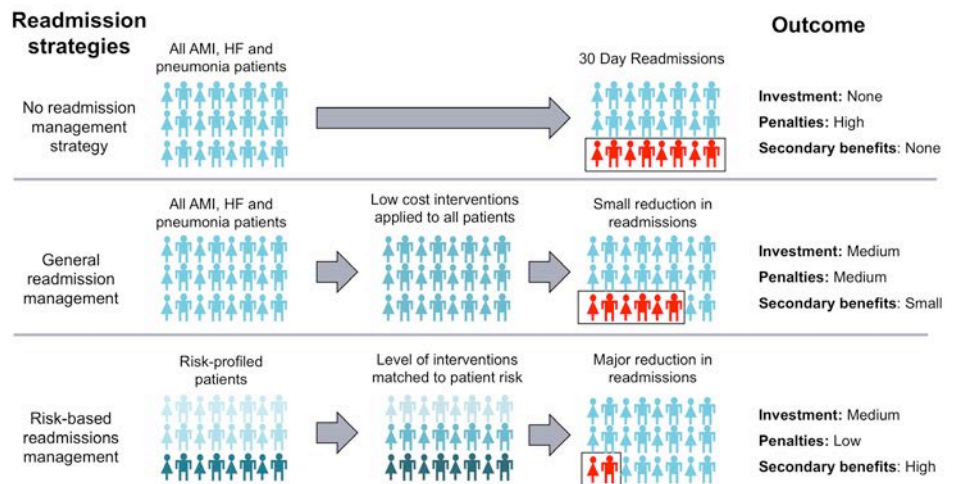 Readmission
strategies
Outcome
All AMI, HF and
pneumonia patients
30 Day Readmissions
No readmission
management
strategy
Investment: None
Penalties: High
Secondary benefits: None
All AMI, HF and
pneumonia patients
Low cost interventions
applied to all patients
Small reduction in
readmissions
General
readmission
management
Investment: Medium
Penalties: Medium
Secondary benefits: Small
Risk-profiled
patients
Level of interventions
matched to patient risk
Major reduction in
readmissions
Risk-based
readmissions
management
Investment: Medium
Penalties: Low
Secondary benefits: High